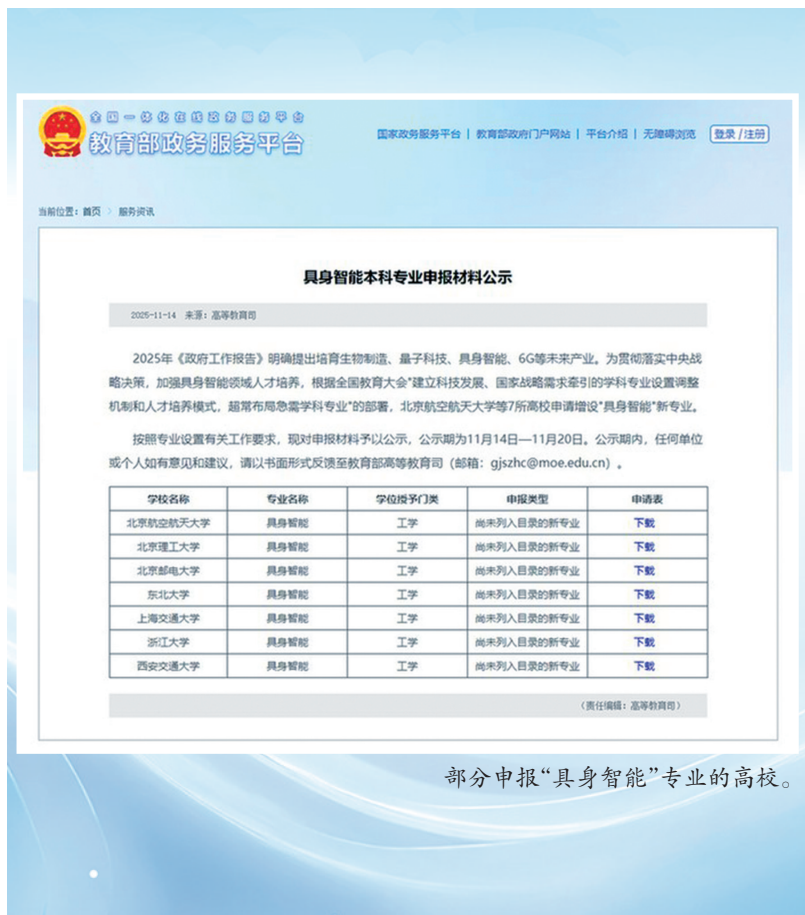 全国一体化在线政务服务平台
教育部政务服务平台
国家政务服务平台 | 教育部政府门户网站 | 平台介绍 | 无障碍浏览 登录/注册
当前位置：首页 > 服务资讯
具身智能本科专业申报材料公示
2025-11-14 来源：高等教育司
2025年《政府工作报告》明确提出培育生物制造、量子科技、具身智能、6G等未来产业。为贯彻落实中央战
略决策，加强具身智能领域人才培养，根据全国教育大会"建立科技发展、国家战略需求牵引的学科专业设置调整
机制和人才培养模式，超常布局急需学科专业"的部署，北京航空航天大学等7所高校申请增设"具身智能"新专业。
按照专业设置有关工作要求，现对申报材料予以公示，公示期为11月14日—11月20日。公示期内，任何单位
或个人如有意见和建议，请以书面形式反馈至教育部高等教育司（邮箱：gjszhc@moe.edu.cn）。
学校名称 专业名称 学位授予门类 申报类型 申请表
北京航空航天大学 具身智能 工学 尚未列入目录的新专业 下载
北京理工大学 具身智能 工学 尚未列入目录的新专业 下载
北京邮电大学 具身智能 工学 尚未列入目录的新专业 下载
东北大学 具身智能 工学 尚未列入目录的新专业 下载
上海交通大学 具身智能 工学 尚未列入目录的新专业 下载
浙江大学 具身智能 工学 尚未列入目录的新专业 下载
西安交通大学 具身智能 工学 尚未列入目录的新专业 下载
（责任编辑：高等教育司）
部分申报“具身智能”专业的高校。